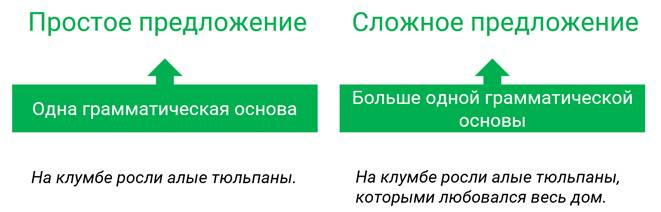 Простое предложение
Сложное предложение
Одна грамматическая основа
Больше одной грамматической
основы
На клумбе росли алые тюльпаны.
На клумбе росли алые тюльпаны,
которыми любовался весь дом.